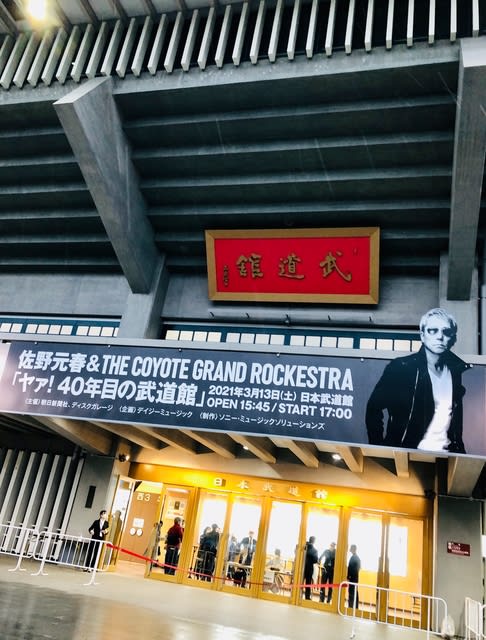 武道館
佐野元春&THE COYOTE GRAND ROCKESTRA
「ヤァ! 40年目の武道館」
2021年3月13日(土) 日本武道館
OPEN 15:45 / START 17:00
(主催) 朝日新聞社、ディスクガレージ (企画) デイジーミュージック (制作) ソニー・ミュージックソリューションズ
日本武道館
西3